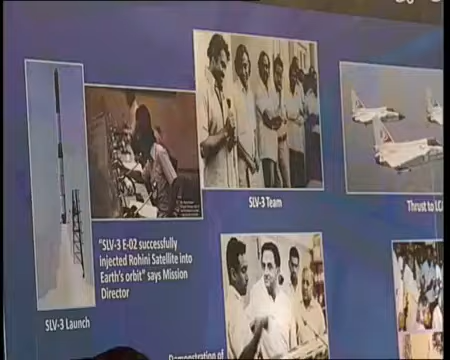 SLV-3 Team
Thrust to LC
"SLV-3 E-02 successfully
injected Rohini Satellite into
Earth's orbit" says Mission
Director
SLV-3 Launch
Demonstration of